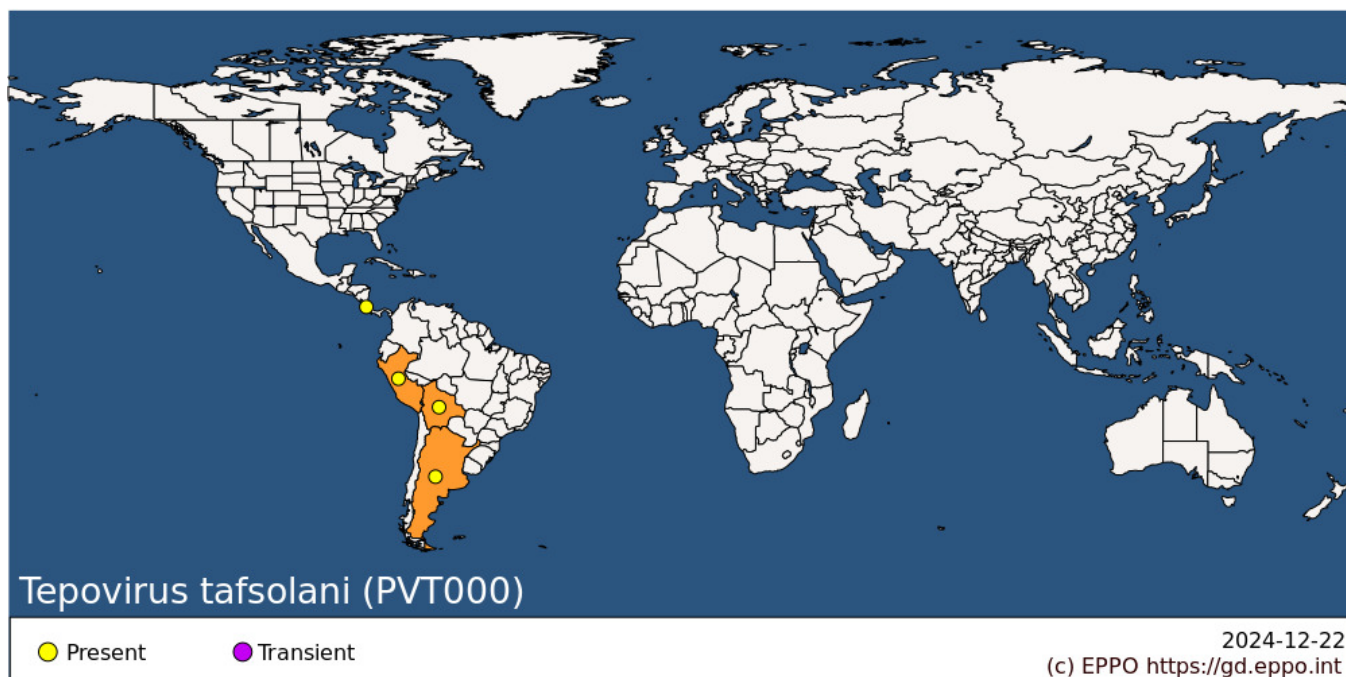 Tepovirus tafsolani (PVT000)
Present
Transient
2024-12-22
(c) EPPO https://gd.eppo.int